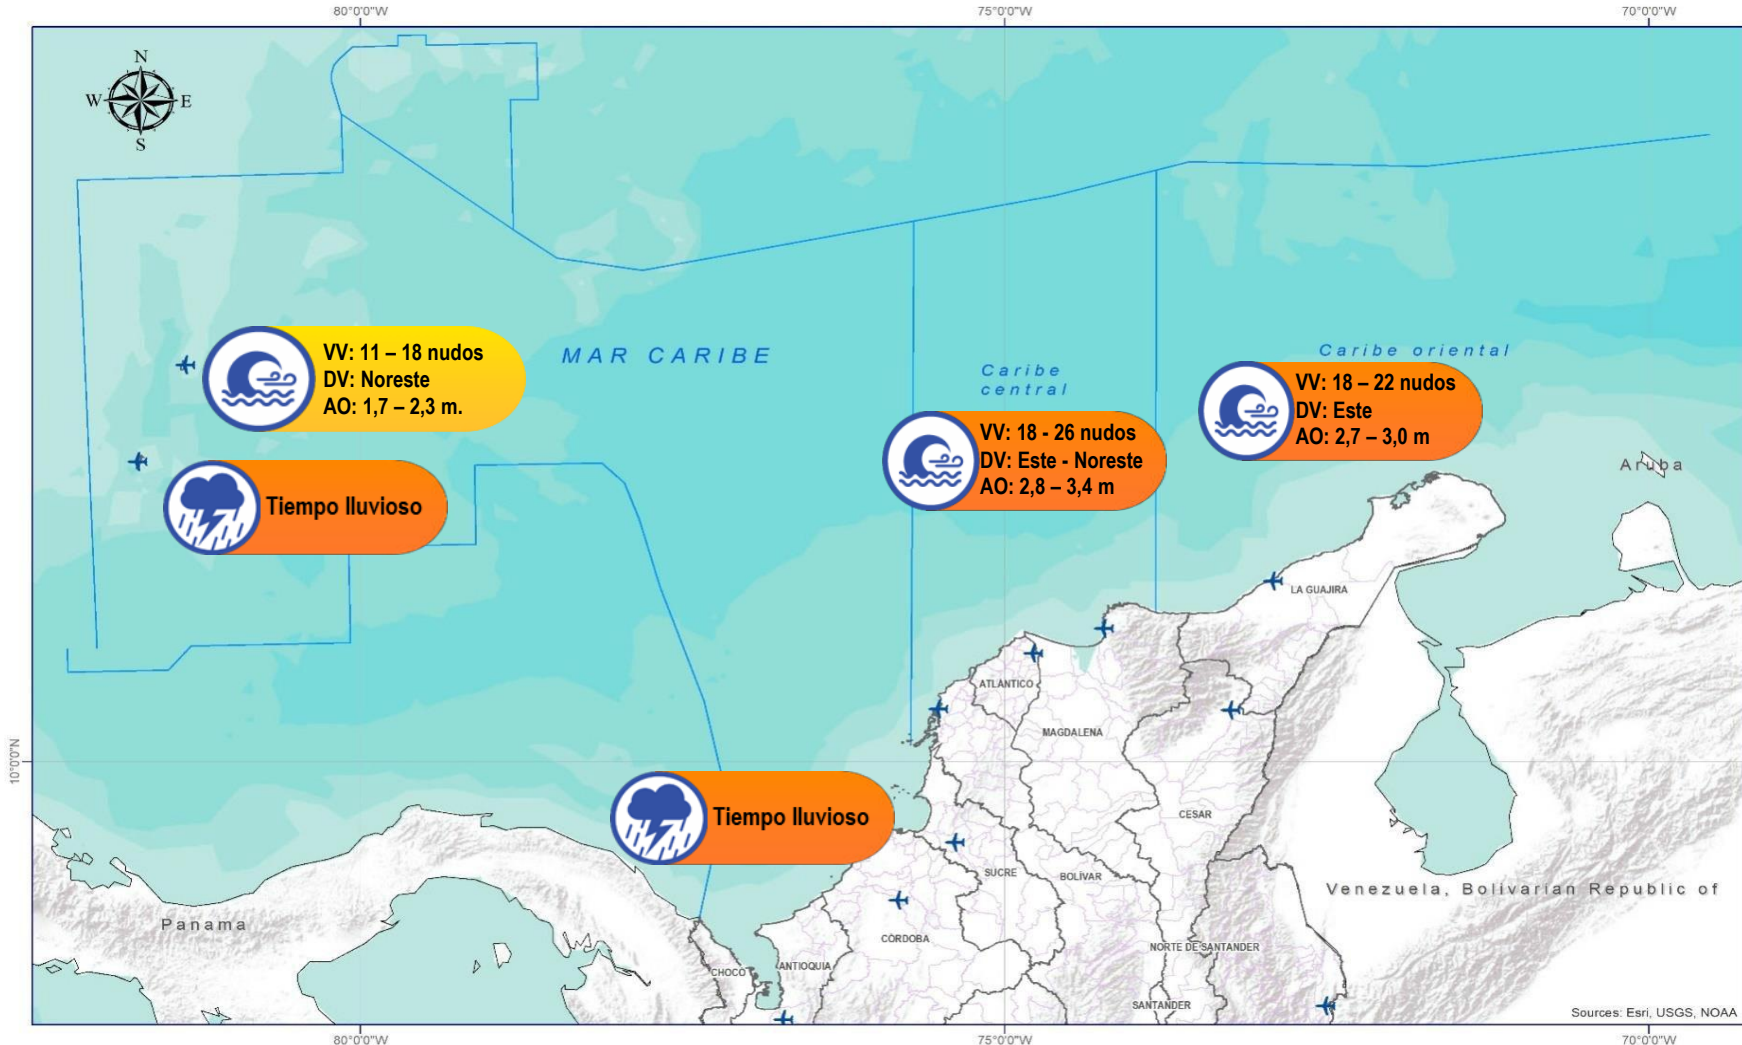 80°0'0"W
75°0'0"W
70°0'0"W
N
W
E
S
VV: 11 – 18 nudos
DV: Noreste
AO: 1,7 – 2,3 m.
MAR CARIBE
Caribe
central
Caribe oriental
VV: 18 – 22 nudos
DV: Este
AO: 2,7 – 3,0 m
VV: 18 - 26 nudos
DV: Este - Noreste
AO: 2,8 – 3,4 m
Aruba
Tiempo lluvioso
LA GUAJIRA
ATLÁNTICO
MAGDALENA
10°0'0"N
Tiempo lluvioso
CESAR
SUCRE
BOLÍVAR
Venezuela, Bolivarian Republic of
Panama
CÓRDOBA
NORTE DE SANTANDER
CHOCÓ
ANTIOQUIA
SANTANDER
Sources: Esri, USGS, NOAA
80°0'0"W
75°0'0"W
70°0'0"W